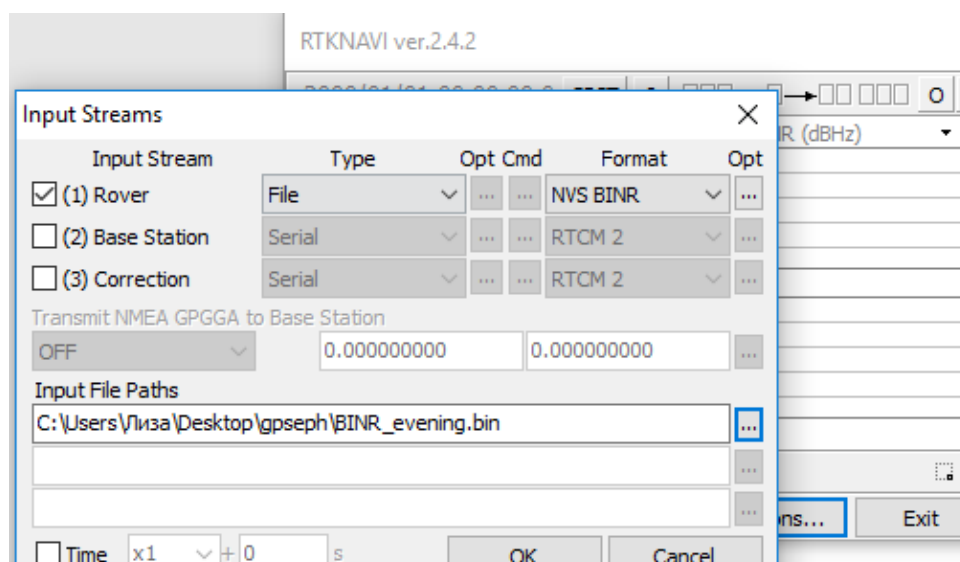 RTKNAVI ver.2.4.2
O
Input Streams
R (dBHz)
Input Stream Type Opt Cmd Format Opt
(1) Rover File ... ... NVS BINR ...
(2) Base Station Serial ... ... RTCM 2 ...
(3) Correction Serial ... ... RTCM 2 ...
Transmit NMEA GPGGA to Base Station
OFF 0.000000000 0.000000000 ...
Input File Paths
C:\Users\Лиза\Desktop\gpseph\BINR_evening.bin ...
...
...
ns... Exit
Time x1 + 0 s OK Cancel